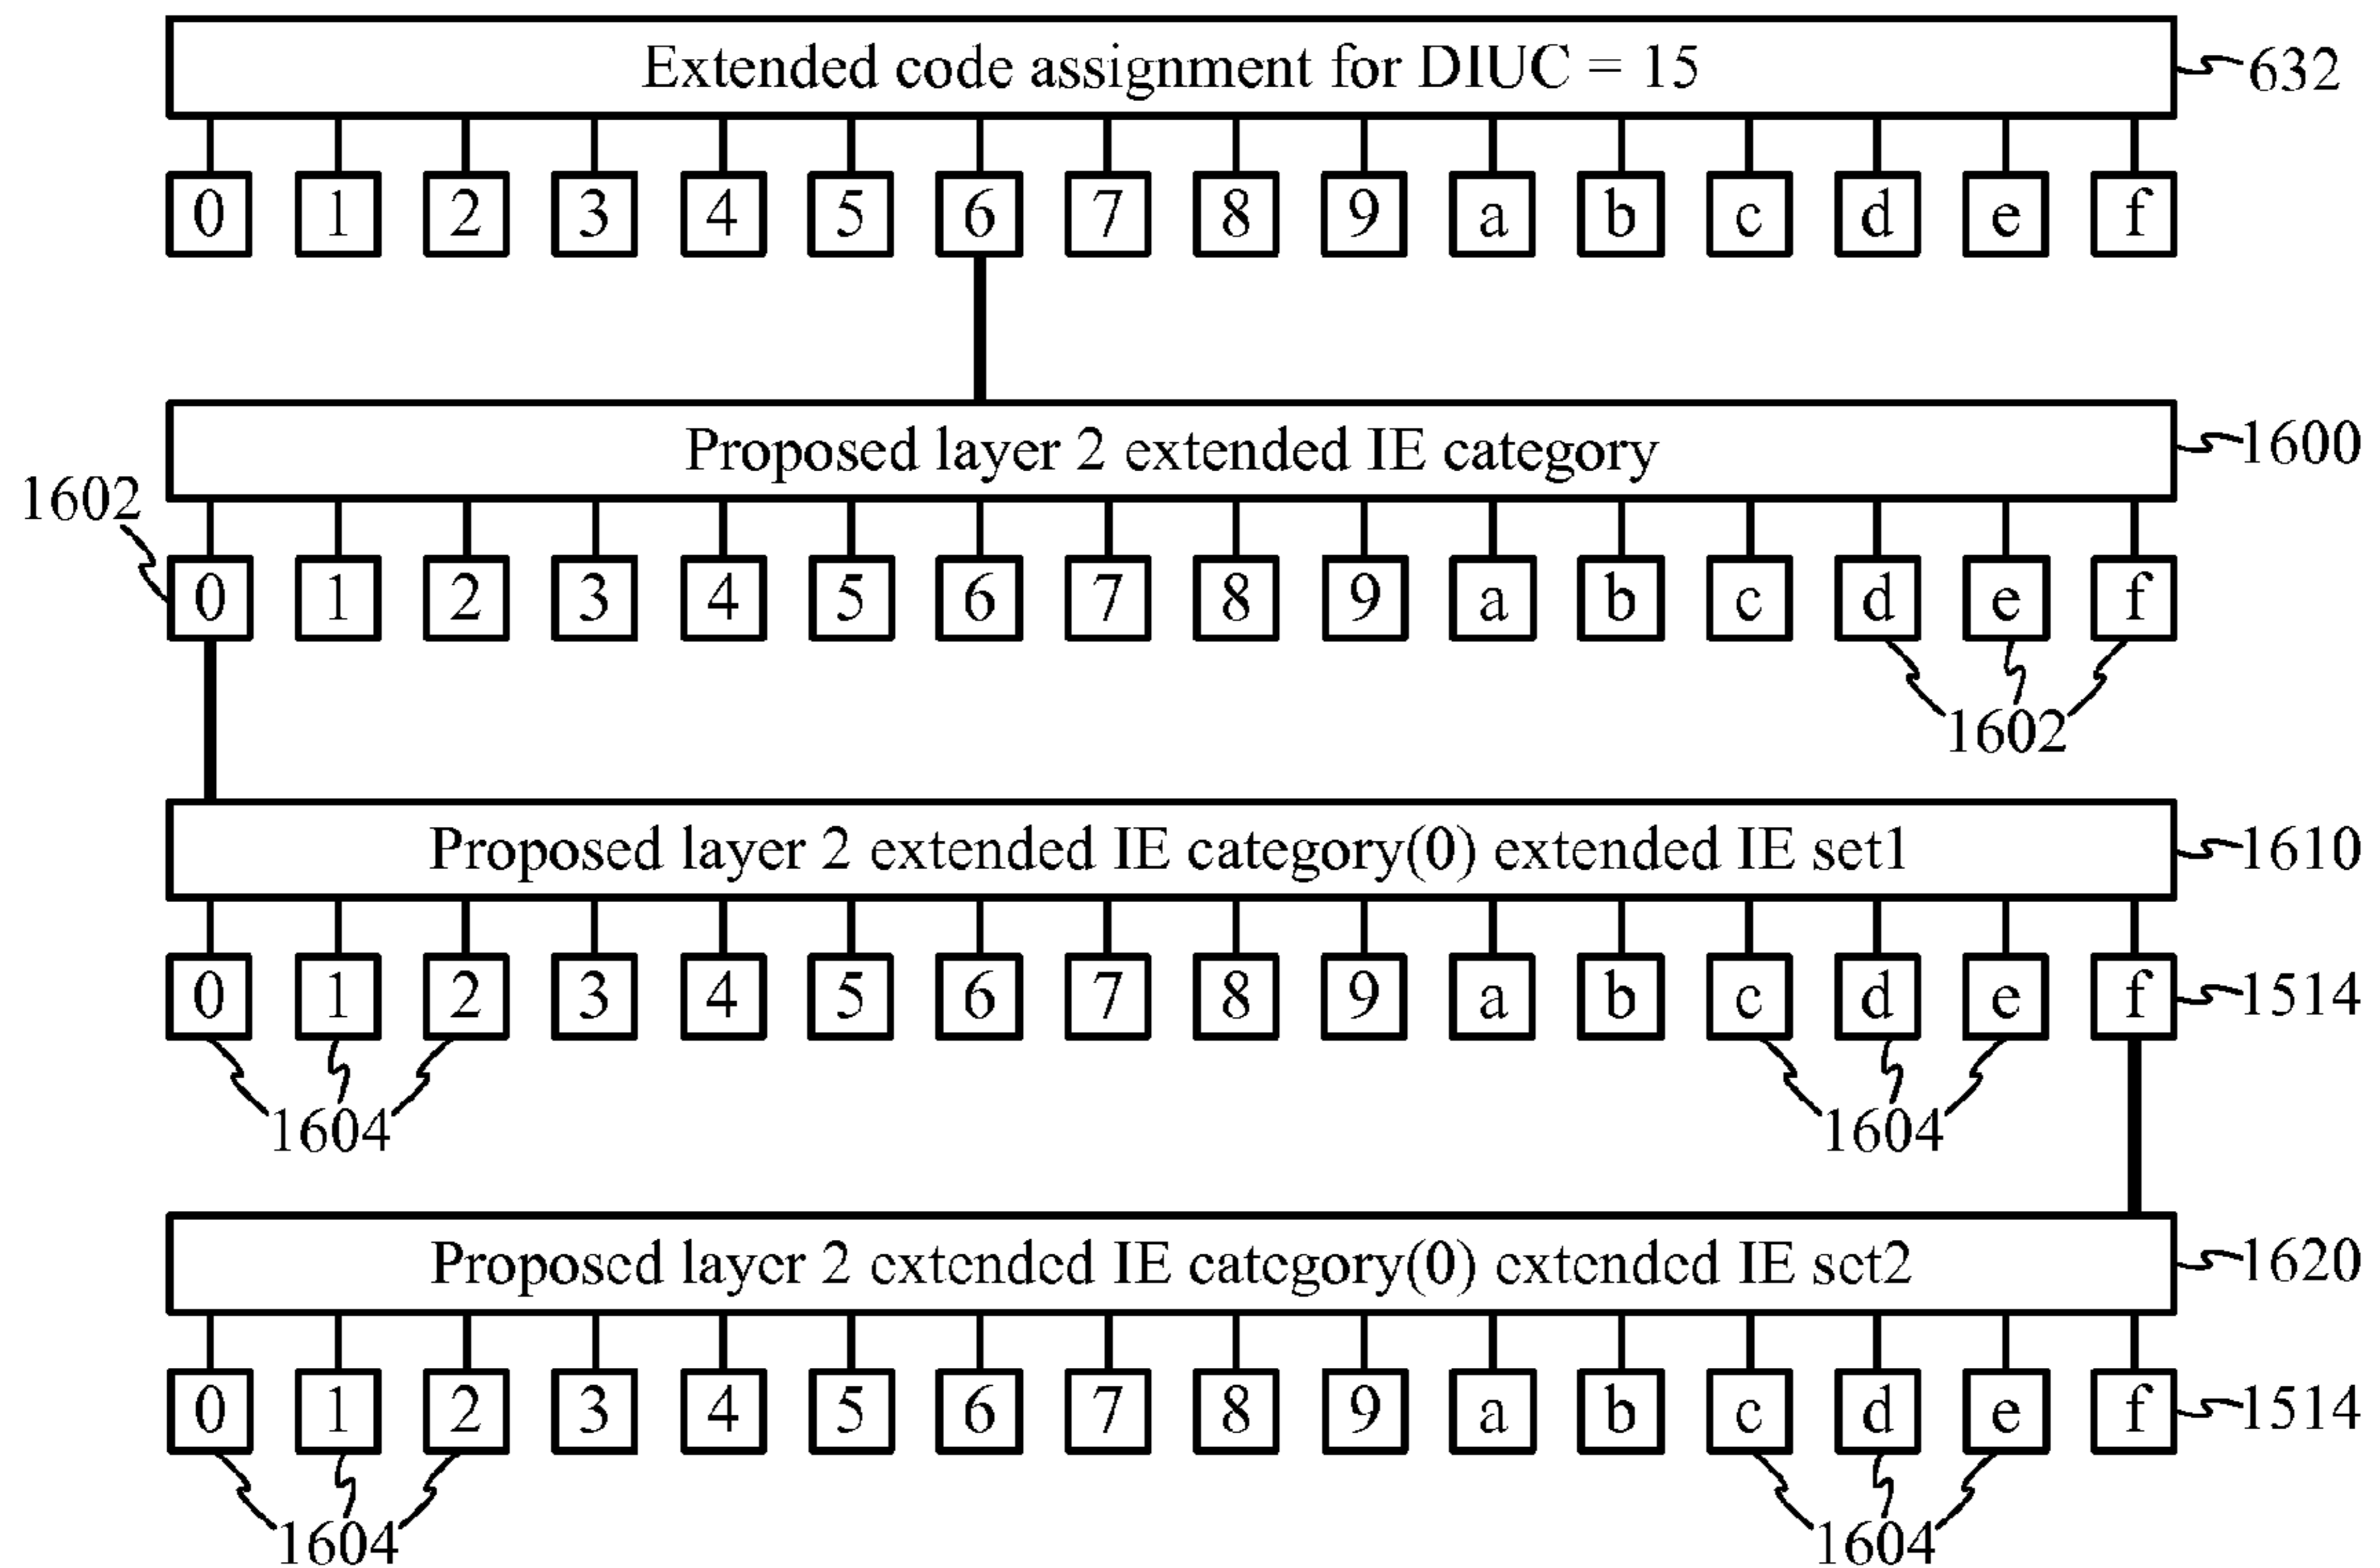 Extended code assignment for DIUC = 15
632
0 1 2 3 4 5 6 7 8 9 a b c d e f
Proposed layer 2 extended IE category
1600
1602
0 1 2 3 4 5 6 7 8 9 a b c d e f
1602
Proposed layer 2 extended IE category(0) extended IE set1
1610
0 1 2 3 4 5 6 7 8 9 a b c d e f
1514
1604
1604
Proposed layer 2 extended IE category(0) extended IE set2
1620
0 1 2 3 4 5 6 7 8 9 a b c d e f
1514
1604
1604